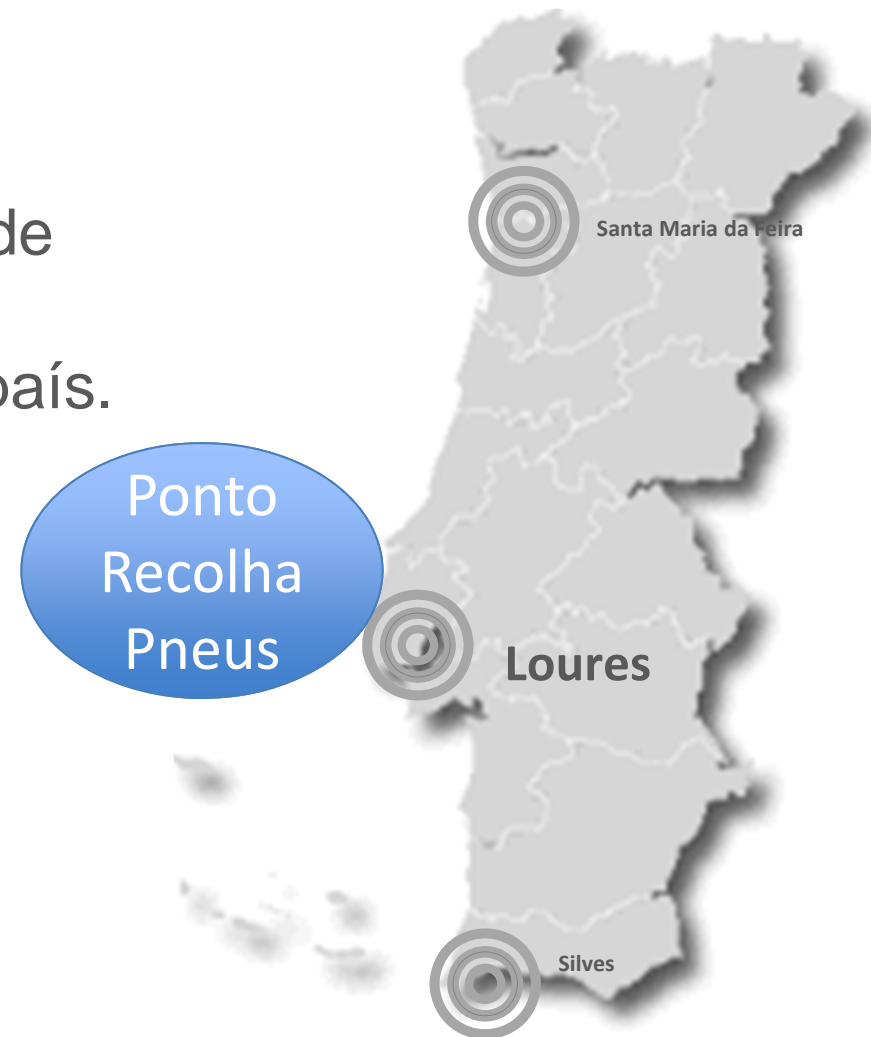 de
Santa Maria da Feira
país.
Ponto
Recolha
Pneus
Loures
Silves